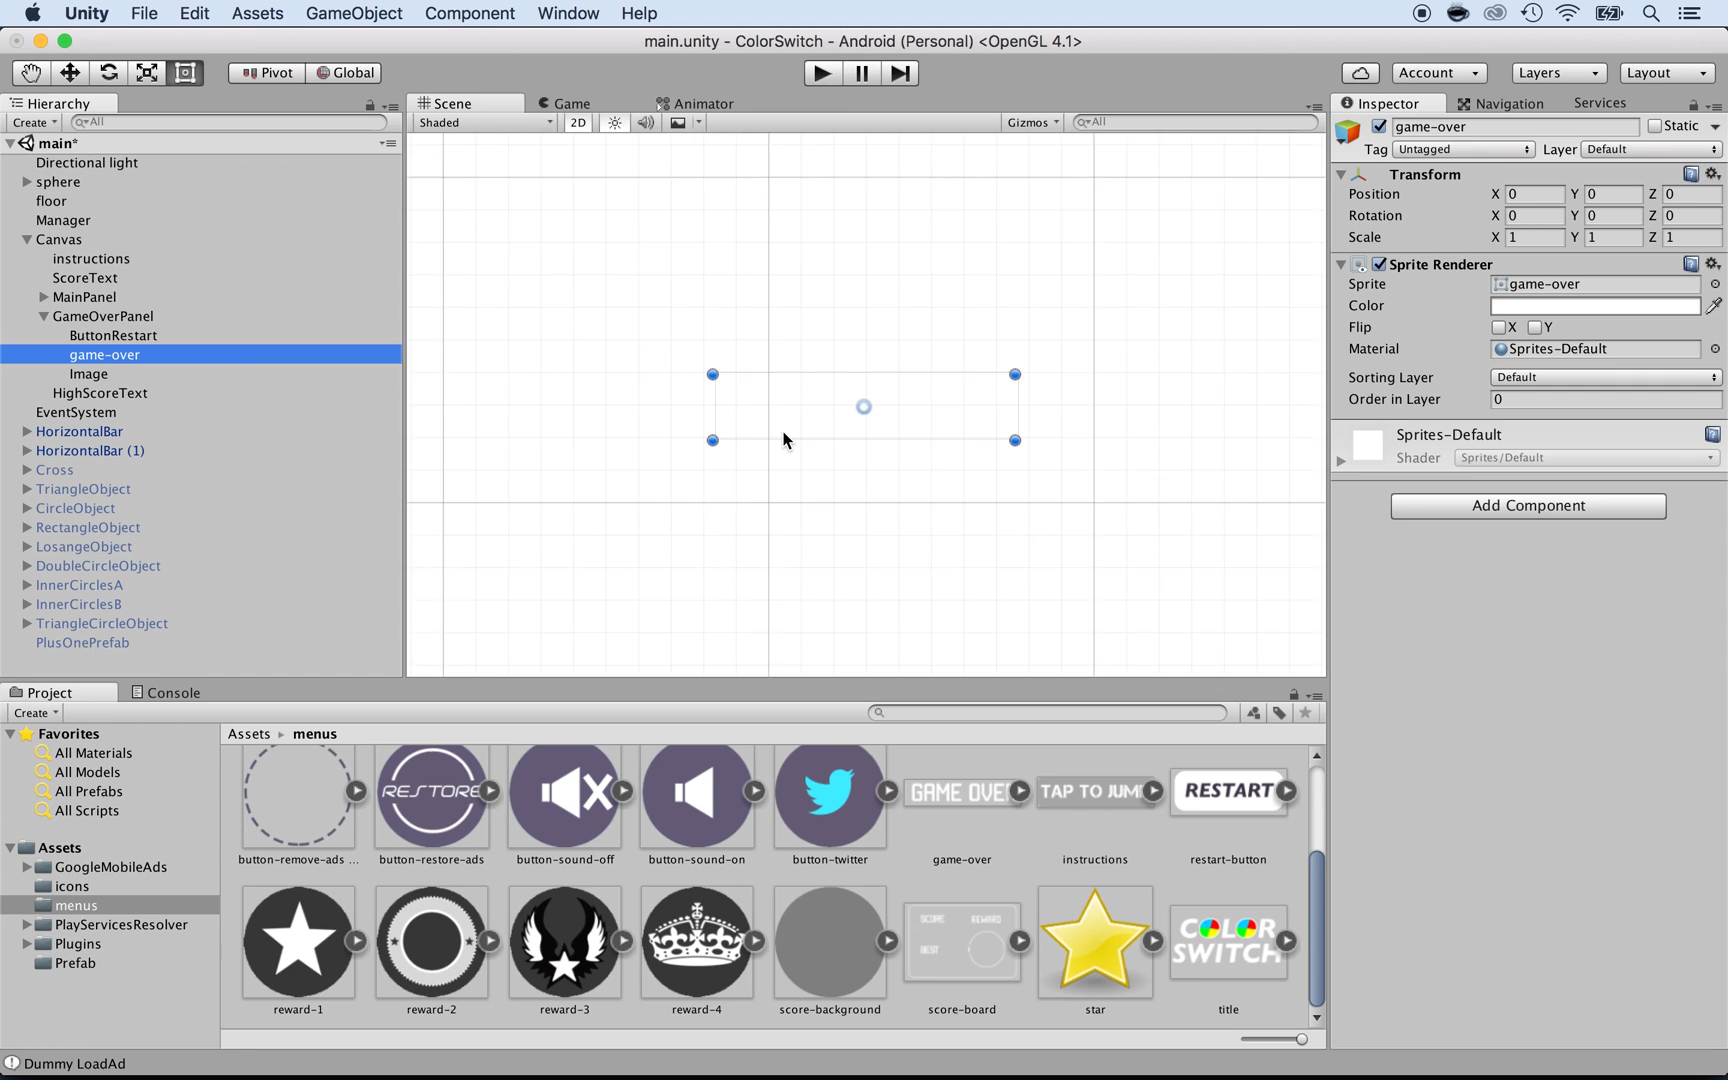 Unity File Edit Assets GameObject Component Window Help
main.unity - ColorSwitch - Android (Personal) <OpenGL 4.1>
Pivot Global Account Layers Layout
Hierarchy
Create All
main*
Directional light
sphere
floor
Manager
Canvas
instructions
ScoreText
MainPanel
GameOverPanel
ButtonRestart
game-over
Image
HighScoreText
EventSystem
HorizontalBar
HorizontalBar (1)
Cross
TriangleObject
CircleObject
RectangleObject
LosangeObject
DoubleCircleObject
InnerCirclesA
InnerCirclesB
TriangleCircleObject
PlusOnePrefab
Scene Game Animator
Shaded 2D Gizmos All
Inspector Navigation Services
game-over Static
Tag Untagged Layer Default
Transform
Position X 0 Y 0 Z 0
Rotation X 0 Y 0 Z 0
Scale X 1 Y 1 Z 1
Sprite Renderer
Sprite game-over
Color
Flip X Y
Material Sprites-Default
Sorting Layer Default
Order in Layer 0
Sprites-Default
Shader Sprites/Default
Add Component
Project Console
Create
Favorites
All Materials
All Models
All Prefabs
All Scripts
Assets
GoogleMobileAds
icons
menus
PlayServicesResolver
Plugins
Prefab
Assets menus
RESTORE GAME OVE TAP TO JUM RESTART
button-remove-ads ... button-restore-ads button-sound-off button-sound-on button-twitter game-over instructions restart-button
SCORE REWARD
BEST
COLOR
SWITCH
reward-1 reward-2 reward-3 reward-4 score-background score-board star title
Dummy LoadAd